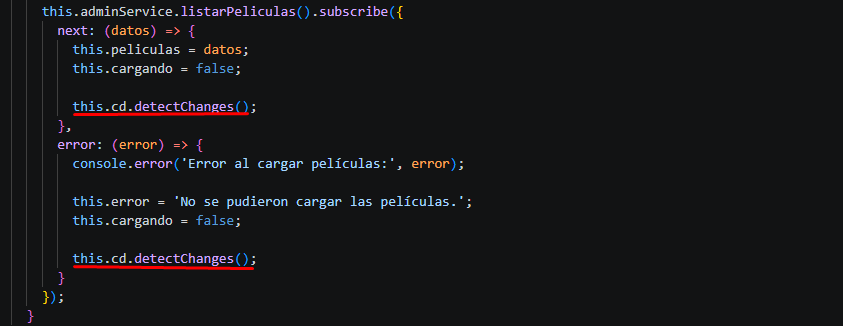 this.adminService.listarPeliculas().subscribe({
next: (datos) => {
this.peliculas = datos;
this.cargando = false;
this.cd.detectChanges();
},
error: (error) => {
console.error('Error al cargar películas:', error);
this.error = 'No se pudieron cargar las películas.';
this.cargando = false;
this.cd.detectChanges();
}
});
}